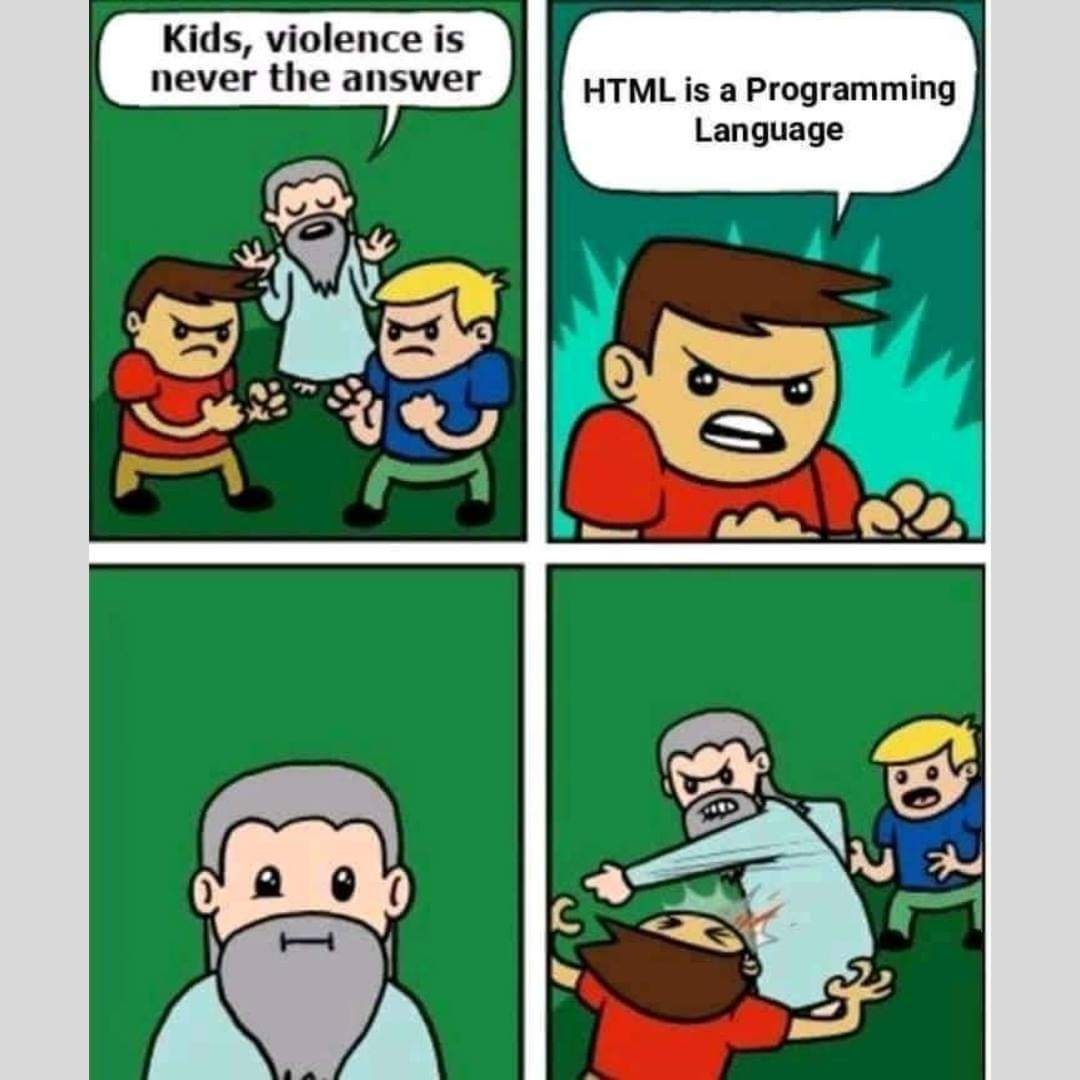 Kids, violence is
never the answer
HTML is a Programming
Language